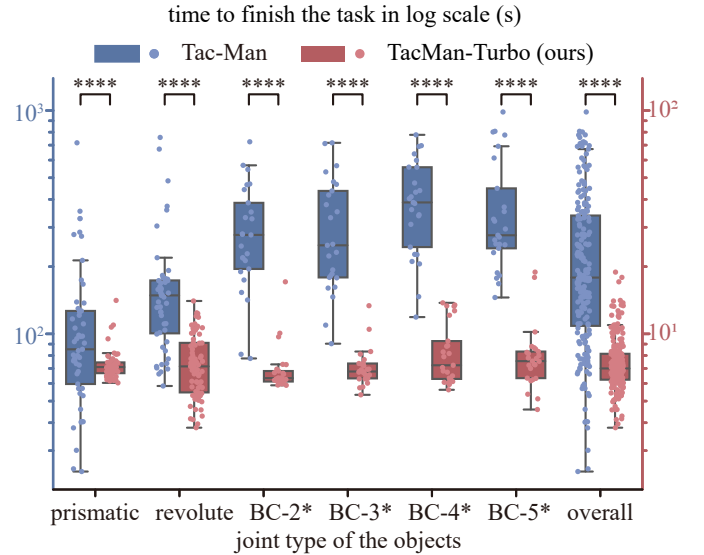 time to finish the task in log scale (s)
Tac-Man TacMan-Turbo (ours)
**** **** **** **** **** **** ****
10³ 10²
10² 10¹
prismatic revolute BC-2* BC-3* BC-4* BC-5* overall
joint type of the objects